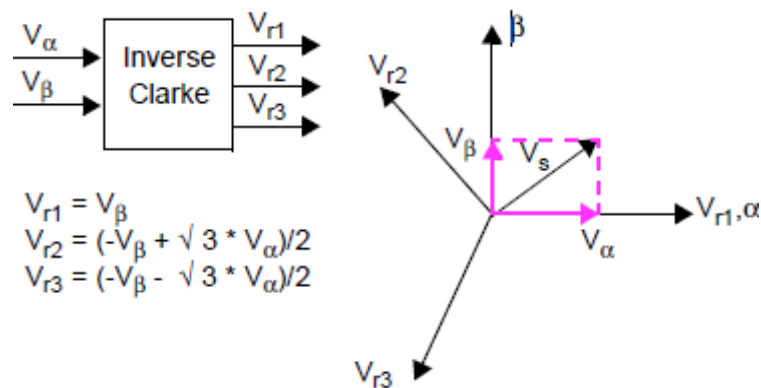 Vα
Vβ
Inverse
Clarke
Vr1
Vr2
Vr3
Vr1 = Vβ
Vr2 = (-Vβ + √ 3 * Vα)/2
Vr3 = (-Vβ - √ 3 * Vα)/2
β
Vr2
Vβ
Vs
Vr1,α
Vα
Vr3